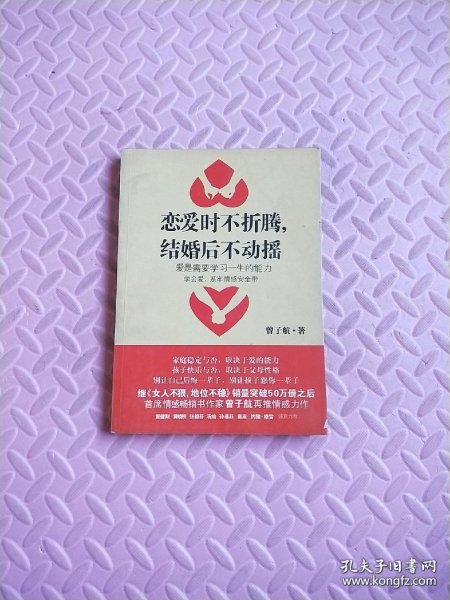 恋爱时不折腾,
结婚后不动摇
爱是需要学习一生的能力
学会爱,系牢情感安全带
曾子航·著
家庭稳定与否,取决于爱的能力
孩子快乐与否,取决于父母性格
别让自己后悔一辈子,别让孩子怨你一辈子
继《女人不狠,地位不稳》销量突破50万册之后
首席情感畅销书作家曾子航再推情感力作
孔夫子旧书网
www.kongfz.com